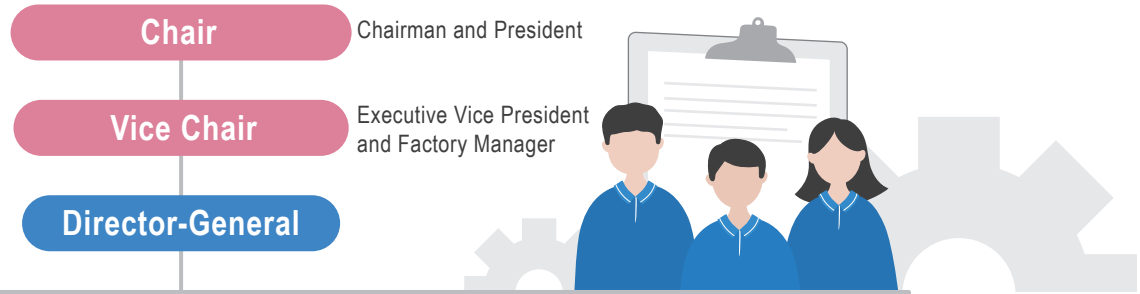 Chair
Chairman and President
Vice Chair
Executive Vice President
and Factory Manager
Director-General